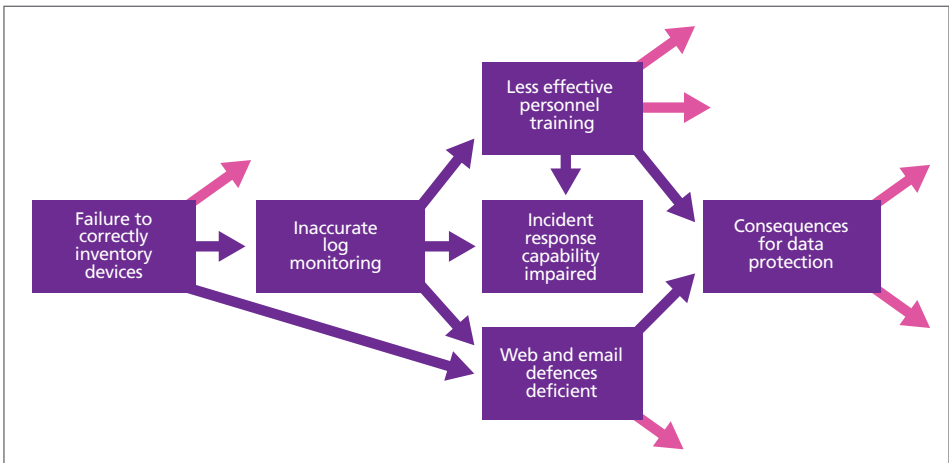 Less effective
personnel
training
Failure to
correctly
inventory
devices
Inaccurate
log
monitoring
Incident
response
capability
impaired
Consequences
for data
protection
Web and email
defences
deficient